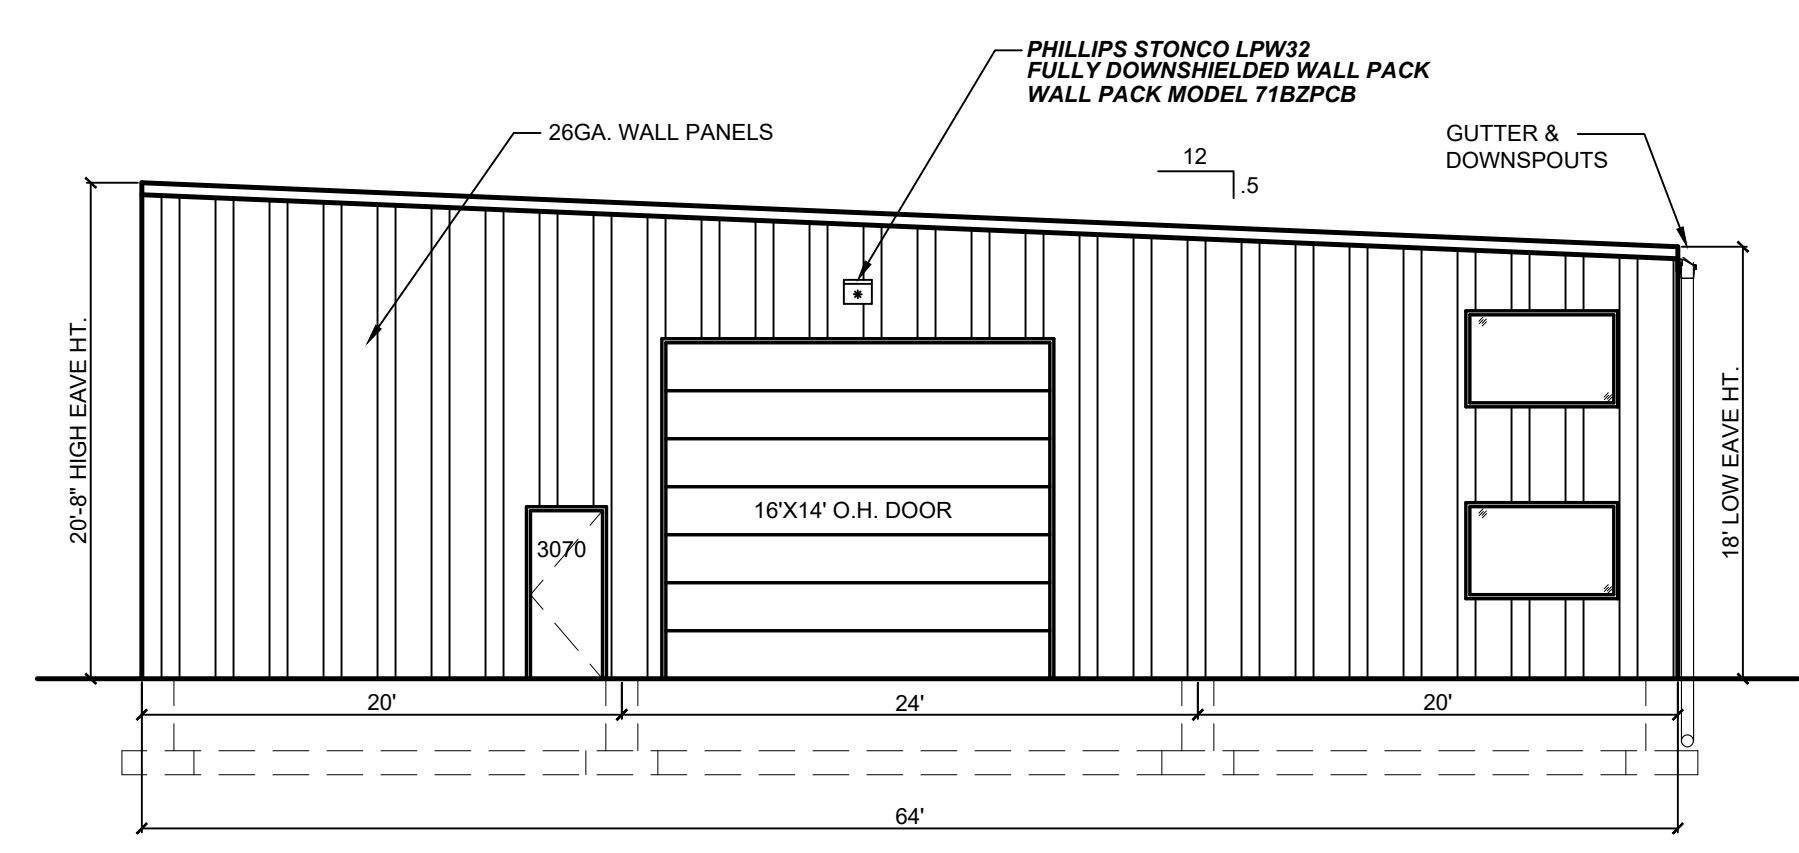 PHILLIPS STONCO LPW32
FULLY DOWNSHIELDED WALL PACK
WALL PACK MODEL 71BZPCB
26GA. WALL PANELS
GUTTER &
DOWNSPOUTS
12
.5
20'-8" HIGH EAVE HT.
18' LOW EAVE HT.
16'X14' O.H. DOOR
3070
20'
24'
20'
64'